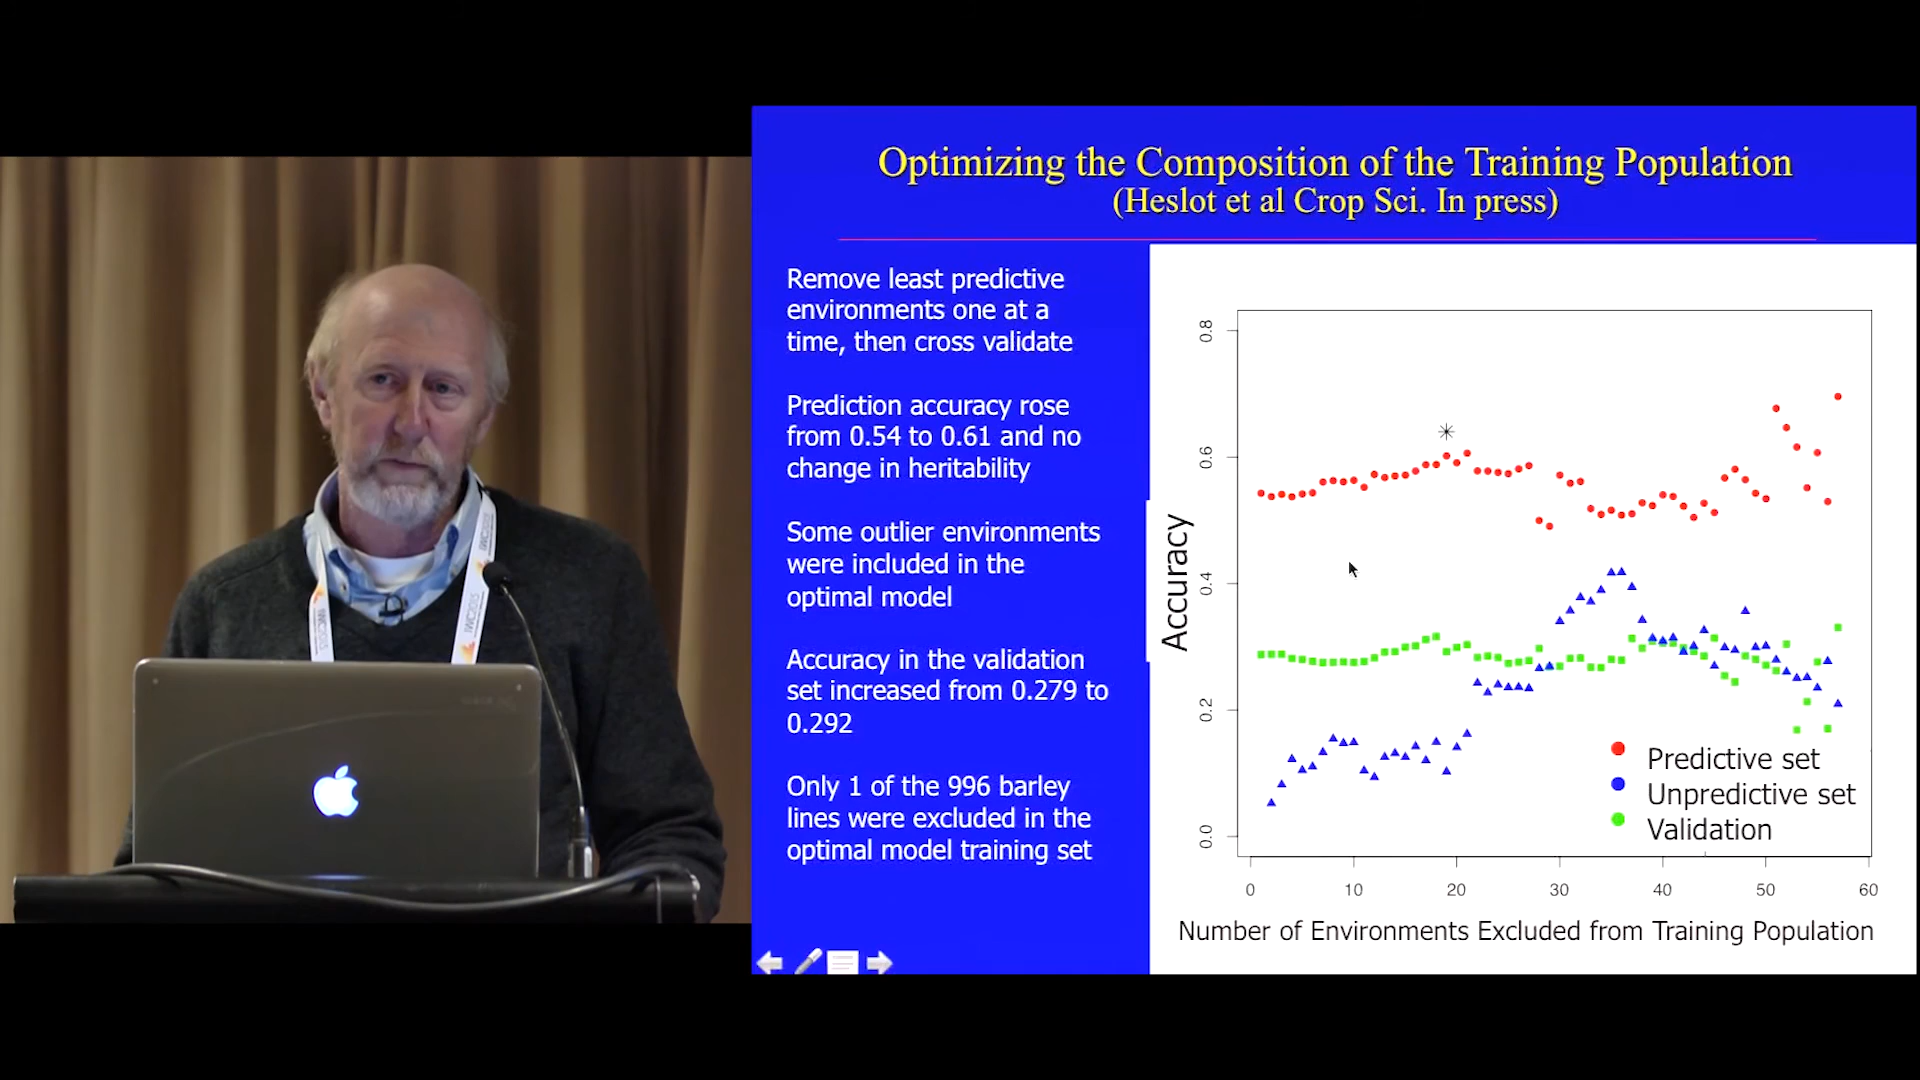 Optimizing the Composition of the Training Population
(Heslot et al Crop Sci. In press)
Remove least predictive
environments one at a
time, then cross validate
Prediction accuracy rose
from 0.54 to 0.61 and no
change in heritability
Some outlier environments
were included in the
optimal model
Accuracy in the validation
set increased from 0.279 to
0.292
Only 1 of the 996 barley
lines were excluded in the
optimal model training set
Accuracy
0.8
0.6
0.4
0.2
0.0
Predictive set
Unpredictive set
Validation
0 10 20 30 40 50 60
Number of Environments Excluded from Training Population